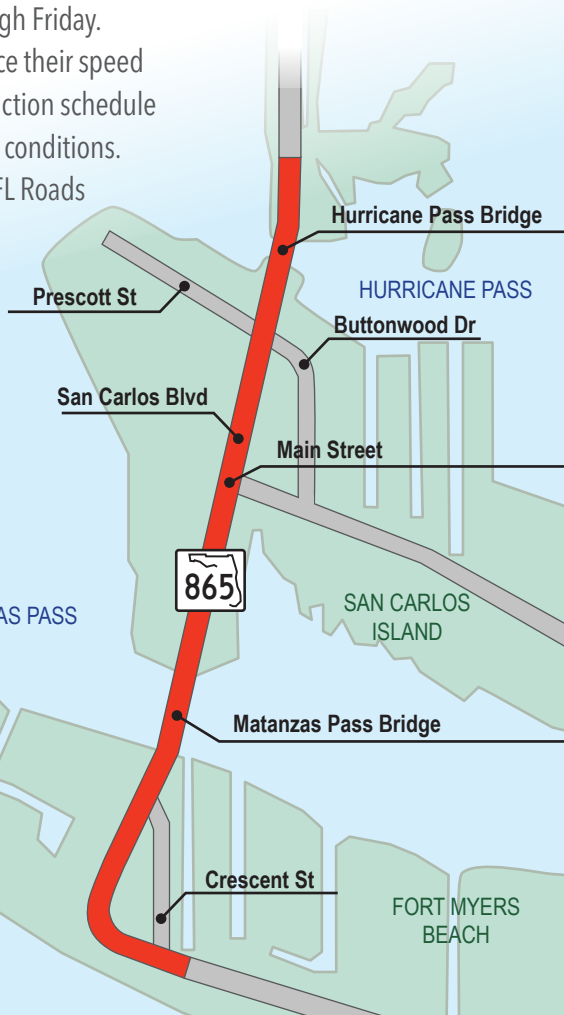 gh Friday.
ce their speed
ction schedule
conditions.
FL Roads
Hurricane Pass Bridge
HURRICANE PASS
Prescott St
Buttonwood Dr
San Carlos Blvd
Main Street
865
SAN CARLOS
ISLAND
AS PASS
Matanzas Pass Bridge
Crescent St
FORT MYERS
BEACH